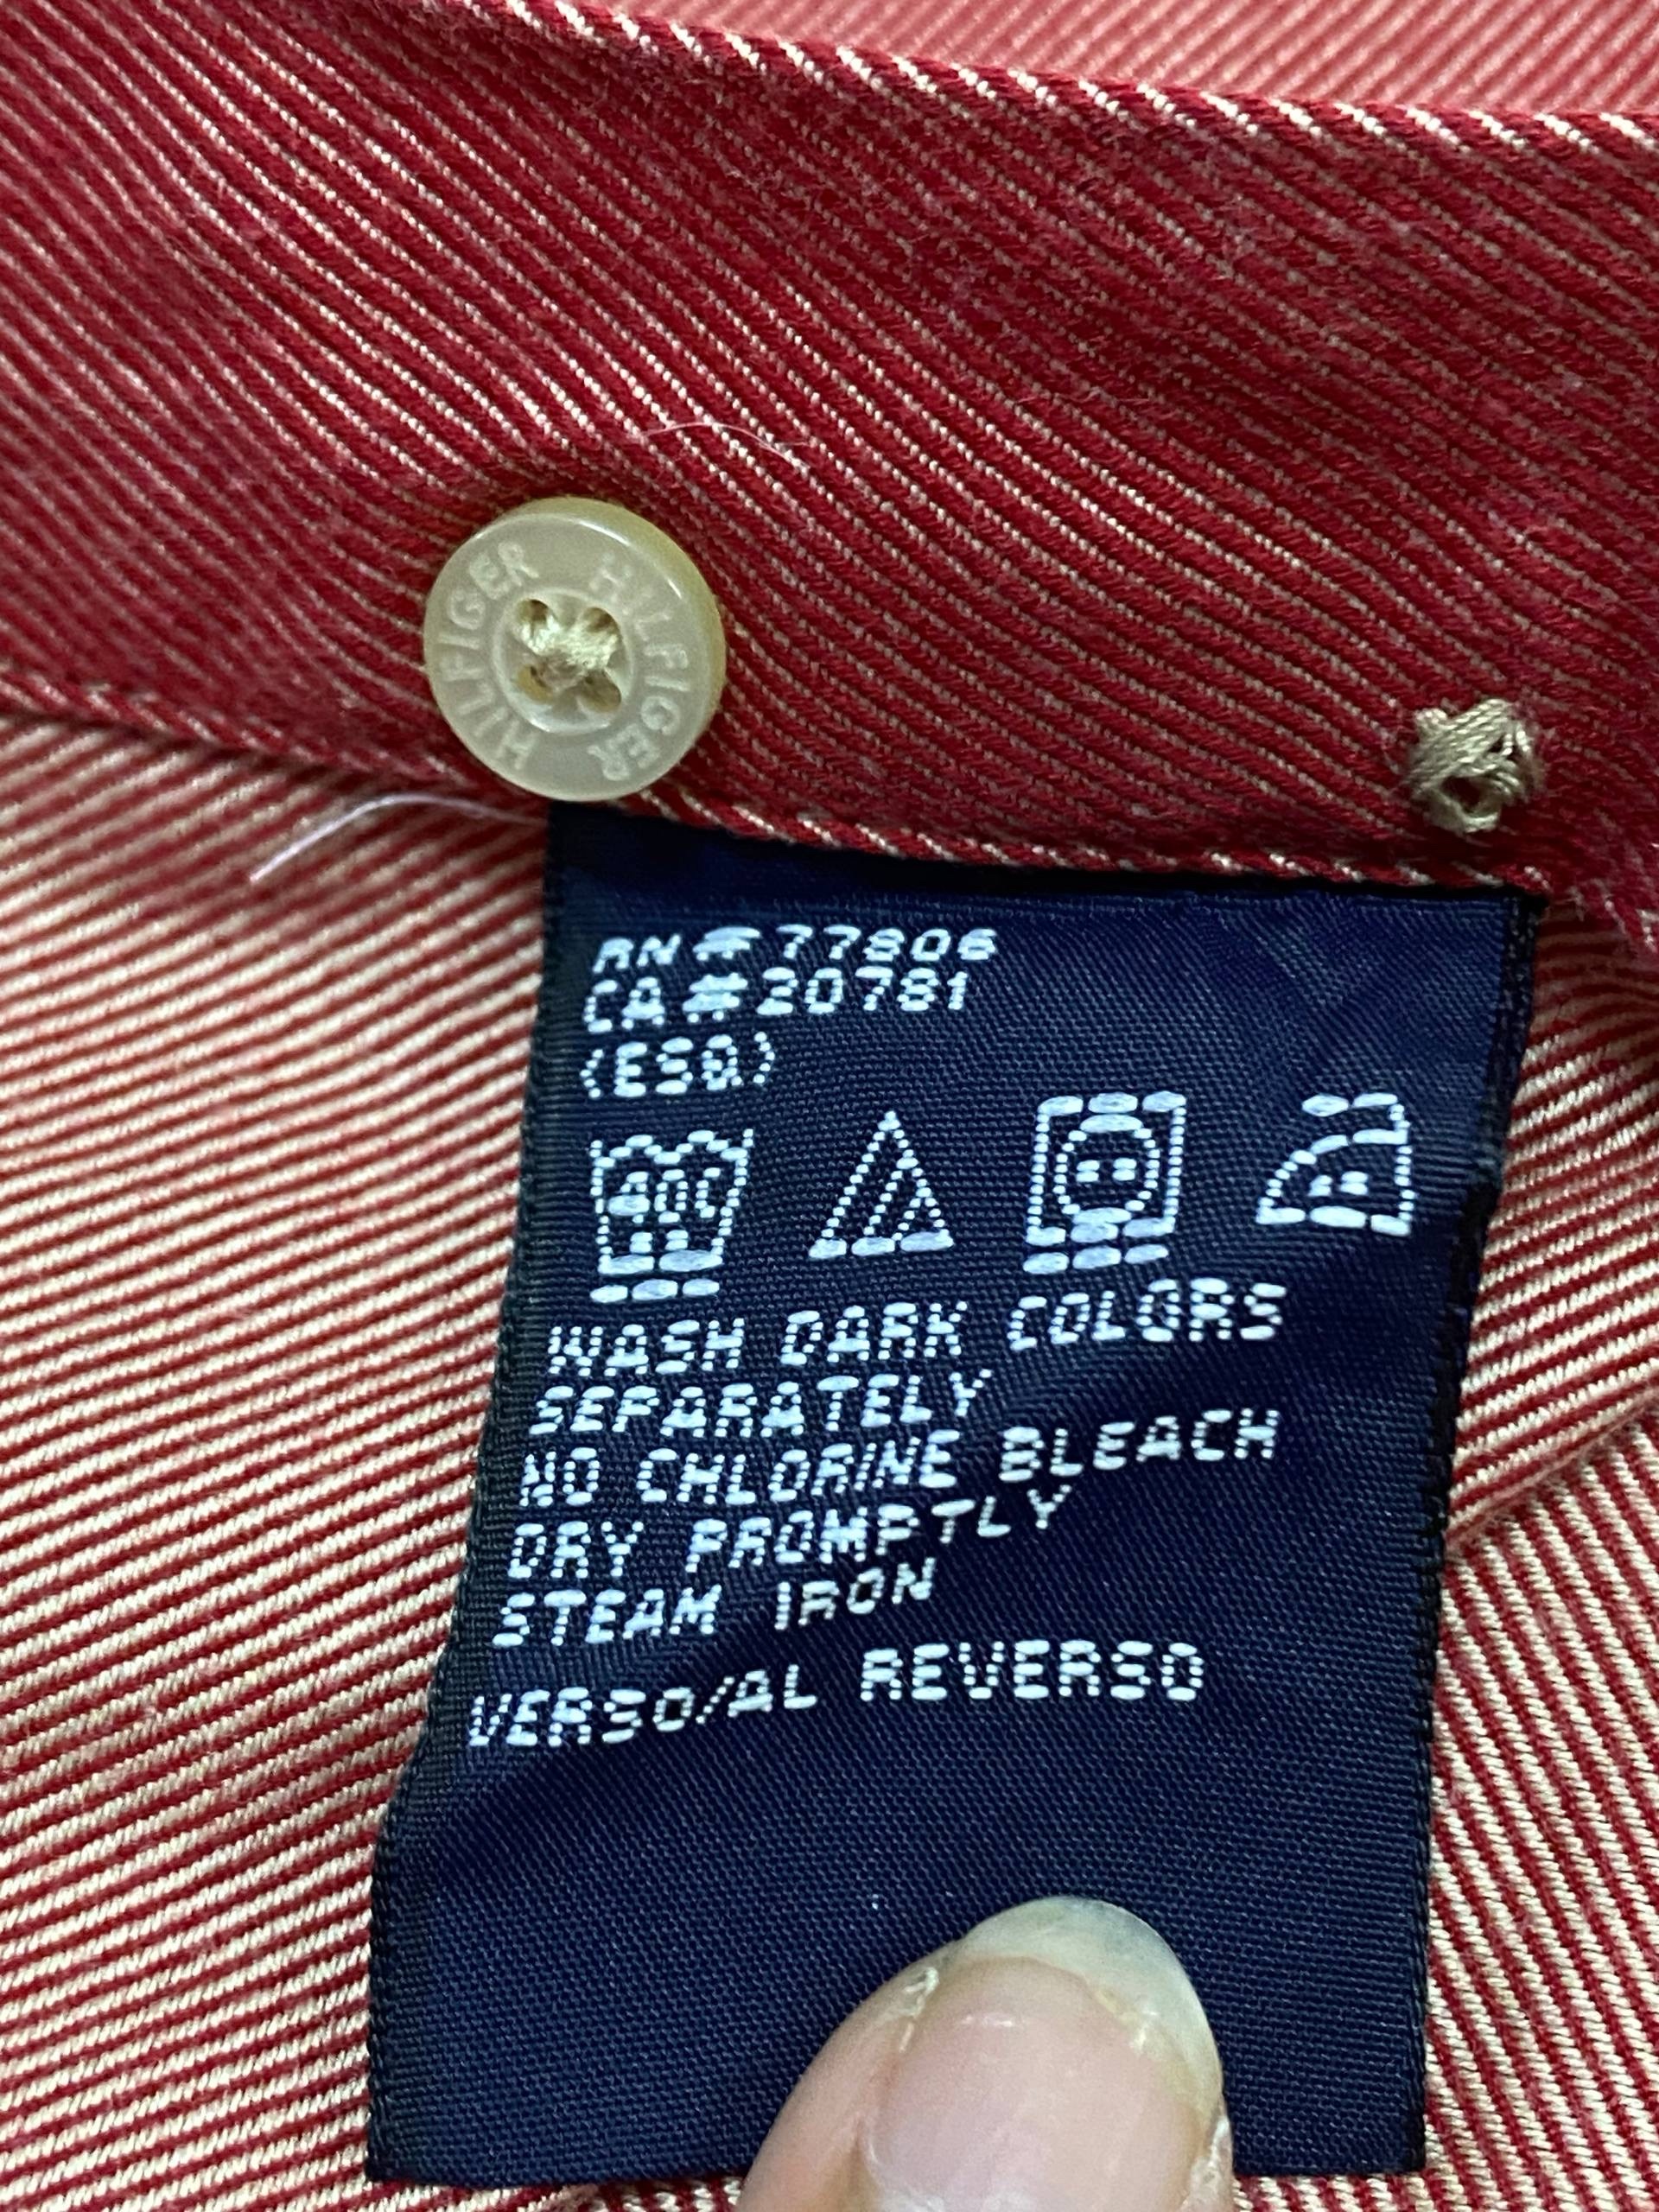 HILFIGER HILFIGER
RN#77806
CA#20781
(ESQ)
40C
WASH DARK COLORS
SEPARATELY
NO CHLORINE BLEACH
DRY PROMPTLY
STEAM IRON
VERSO/AL REVERSO